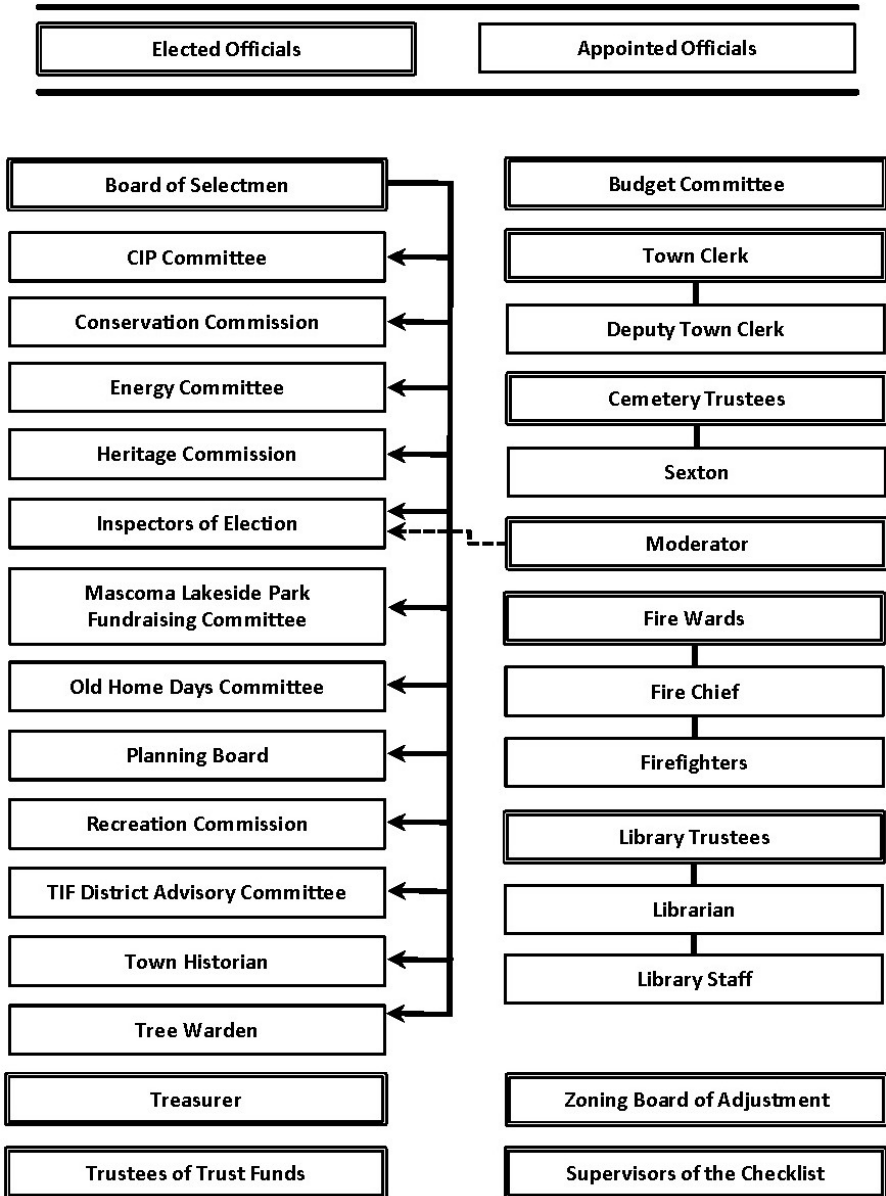 Elected Officials
Appointed Officials
Board of Selectmen
CIP Committee
Conservation Commission
Energy Committee
Heritage Commission
Inspectors of Election
Mascoma Lakeside Park
Fundraising Committee
Old Home Days Committee
Planning Board
Recreation Commission
TIF District Advisory Committee
Town Historian
Tree Warden
Treasurer
Trustees of Trust Funds
Budget Committee
Town Clerk
Deputy Town Clerk
Cemetery Trustees
Sexton
Moderator
Fire Wards
Fire Chief
Firefighters
Library Trustees
Librarian
Library Staff
Zoning Board of Adjustment
Supervisors of the Checklist